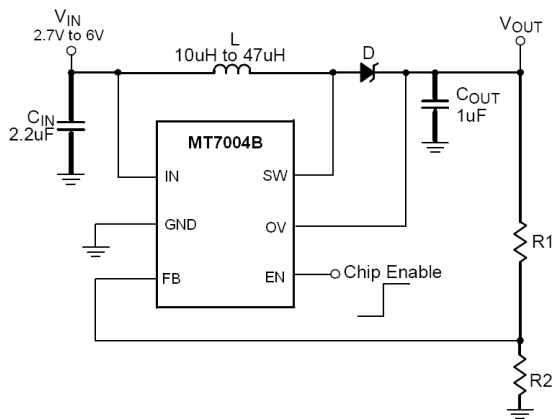 VIN
2.7V to 6V
L
10uH to 47uH
D
VOUT
CIN
2.2uF
COUT
1uF
MT7004B
IN
SW
GND
OV
FB
EN
Chip Enable
R1
R2